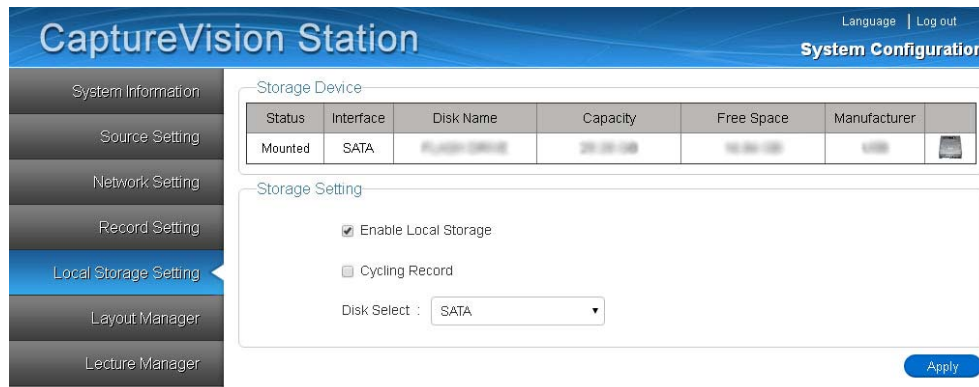 CaptureVision Station
Language | Log out
System Configuration
System Information
Source Setting
Network Setting
Record Setting
Local Storage Setting
Layout Manager
Lecture Manager
Storage Device
Status Interface Disk Name Capacity Free Space Manufacturer
Mounted SATA
Storage Setting
Enable Local Storage
Cycling Record
Disk Select : SATA
Apply